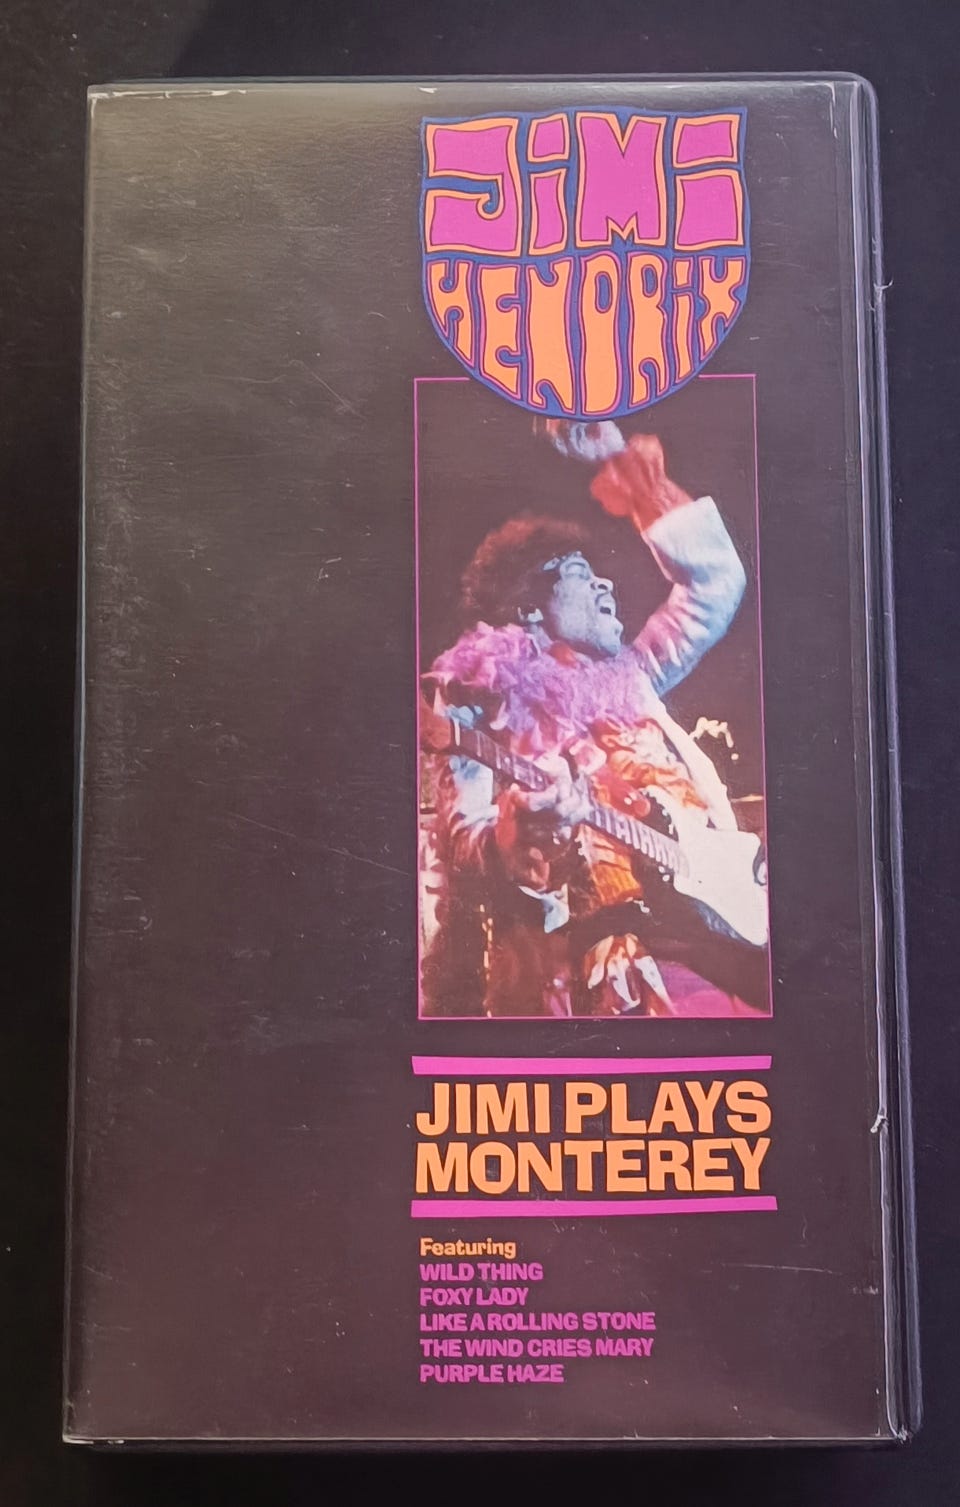 JiMi
HENDRiX
JIMI PLAYS
MONTEREY
Featuring
WILD THING
FOXY LADY
LIKE A ROLLING STONE
THE WIND CRIES MARY
PURPLE HAZE